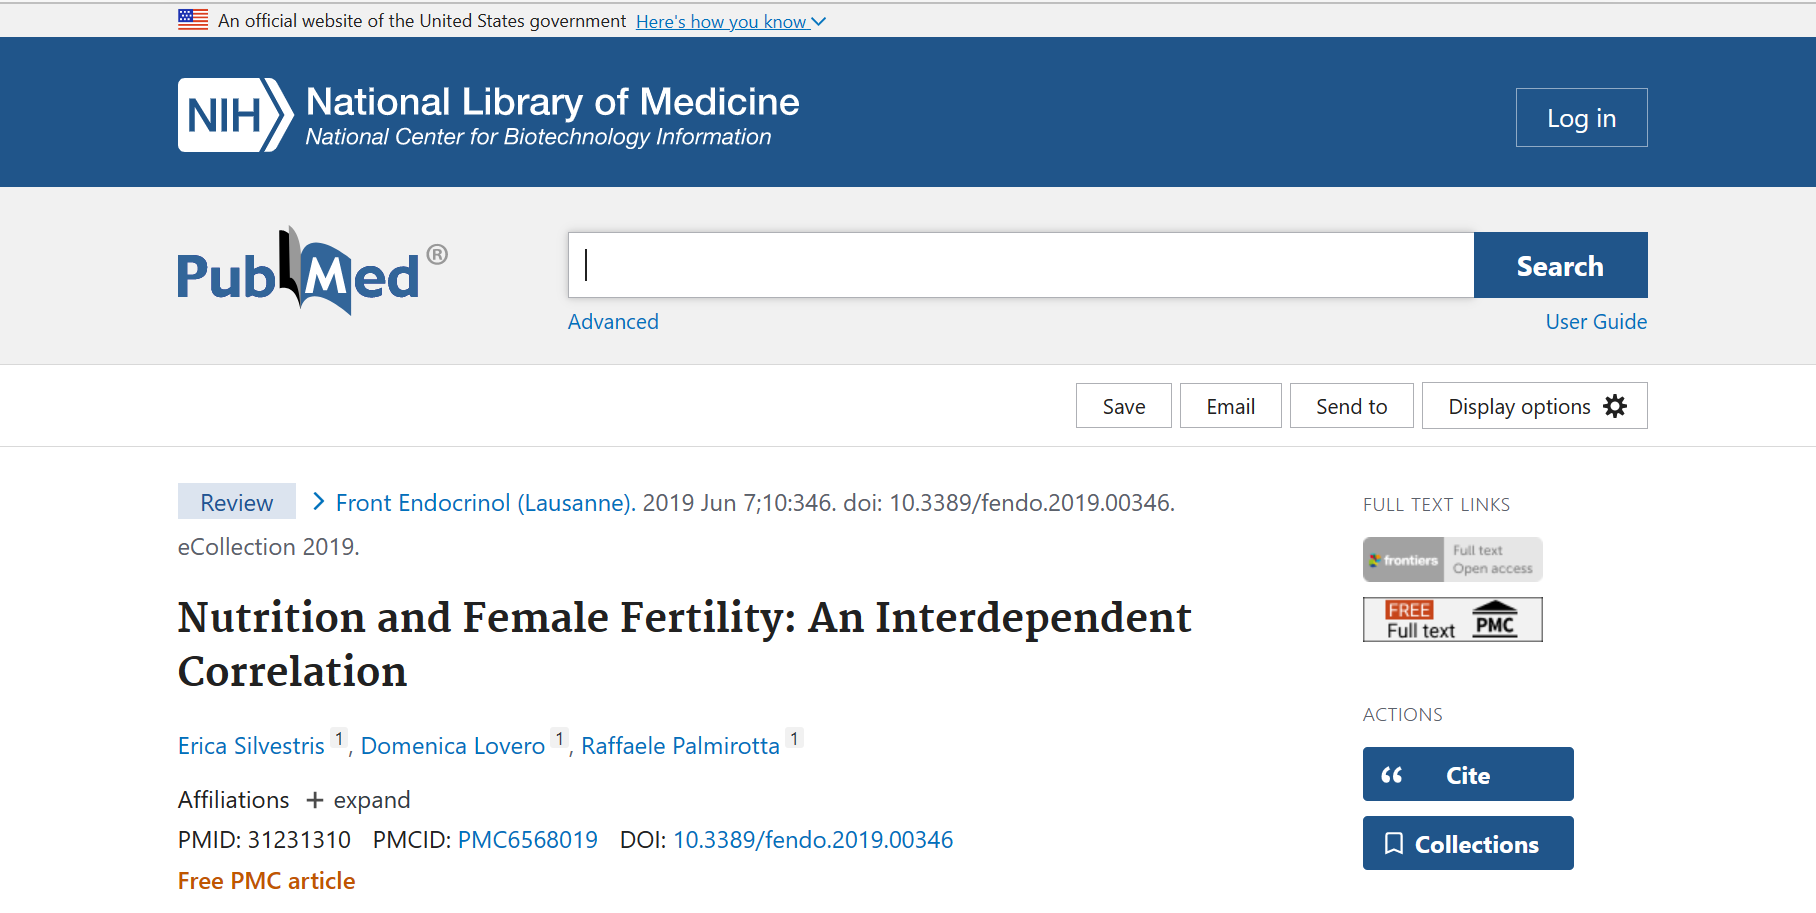 An official website of the United States government Here's how you know
NIH National Library of Medicine
National Center for Biotechnology Information
Log in
PubMed®
Search
Advanced
User Guide
Save
Email
Send to
Display options
Review Front Endocrinol (Lausanne). 2019 Jun 7;10:346. doi: 10.3389/fendo.2019.00346.
eCollection 2019.
Nutrition and Female Fertility: An Interdependent
Correlation
Erica Silvestris 1, Domenica Lovero 1, Raffaele Palmirotta 1
Affiliations + expand
PMID: 31231310 PMCID: PMC6568019 DOI: 10.3389/fendo.2019.00346
Free PMC article
FULL TEXT LINKS
frontiers Full text
Open access
FREE
Full text PMC
ACTIONS
Cite
Collections